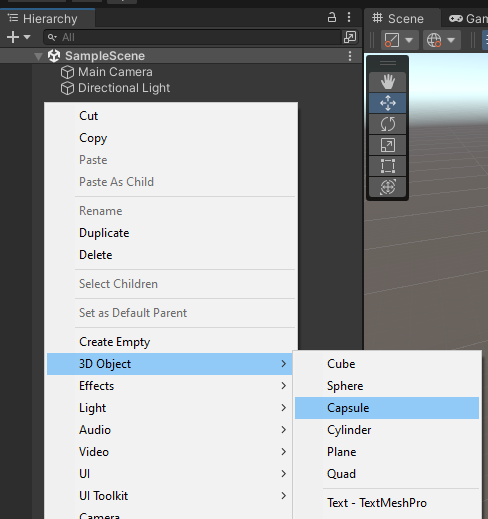 Hierarchy
Scene
All
SampleScene
Main Camera
Directional Light
Cut
Copy
Paste
Paste As Child
Rename
Duplicate
Delete
Select Children
Set as Default Parent
Create Empty
3D Object
Effects
Light
Audio
Video
UI
UI Toolkit
Cube
Sphere
Capsule
Cylinder
Plane
Quad
Text - TextMeshPro